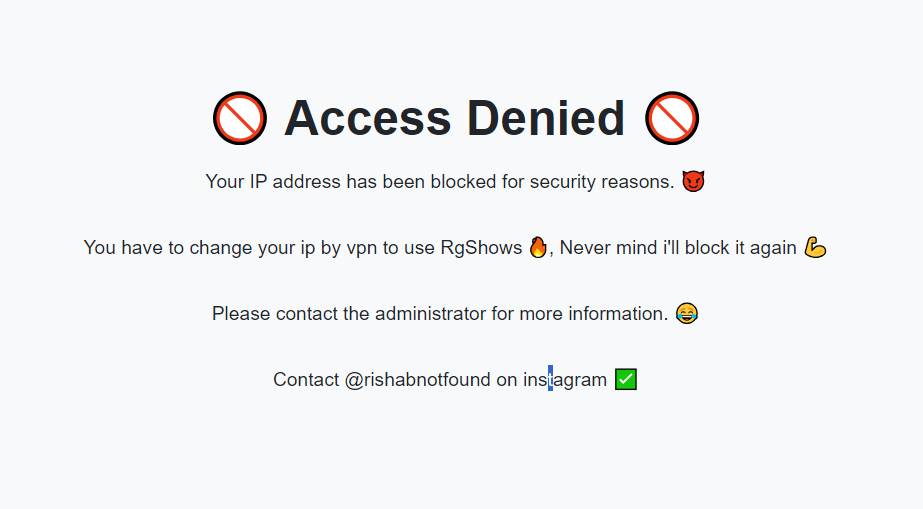 🚫 Access Denied 🚫
Your IP address has been blocked for security reasons. 😈
You have to change your ip by vpn to use RgShows 🔥, Never mind i'll block it again 💪
Please contact the administrator for more information. 😂
Contact @rishabnotfound on instagram ✅